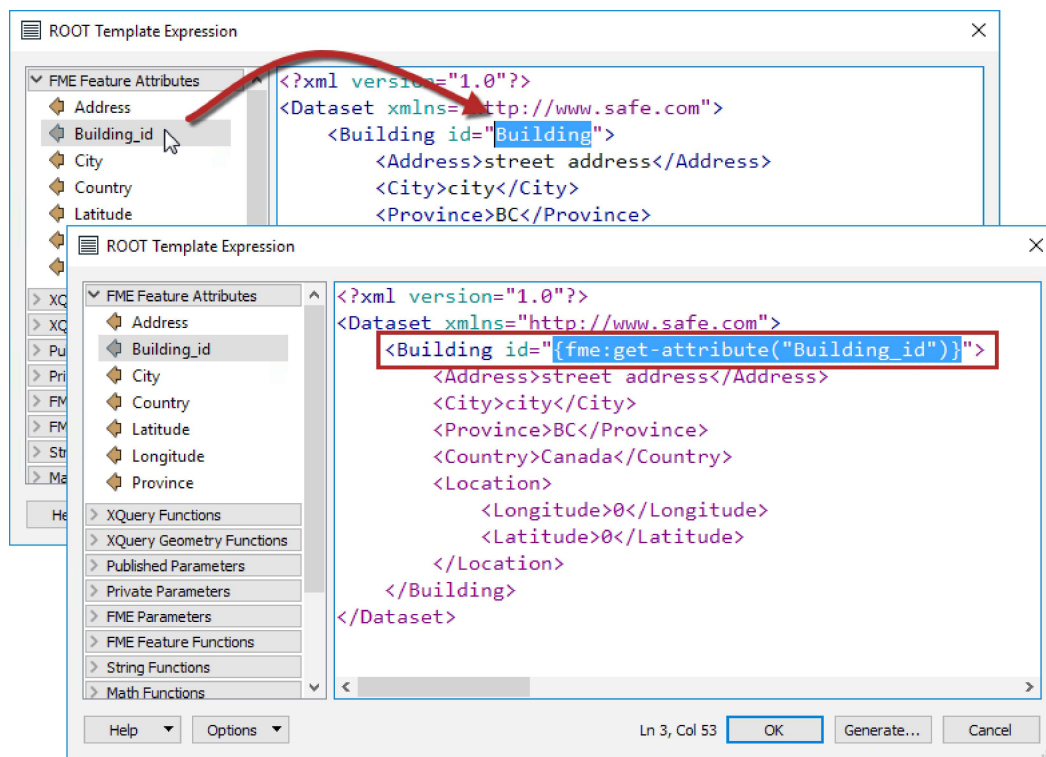 ROOT Template Expression
FME Feature Attributes
Address
Building_id
City
Country
Latitude
<?xml version="1.0"?>
<Dataset xmlns="http://www.safe.com">
<Building id="Building">
<Address>street address</Address>
<City>city</City>
<Province>BC</Province>
ROOT Template Expression
FME Feature Attributes
Address
Building_id
City
Country
Latitude
Longitude
Province
XQuery Functions
XQuery Geometry Functions
Published Parameters
Private Parameters
FME Parameters
FME Feature Functions
String Functions
Math Functions
<?xml version="1.0"?>
<Dataset xmlns="http://www.safe.com">
<Building id="{fme:get-attribute("Building_id")}">
<Address>street address</Address>
<City>city</City>
<Province>BC</Province>
<Country>Canada</Country>
<Location>
<Longitude>0</Longitude>
<Latitude>0</Latitude>
</Location>
</Building>
</Dataset>
Help Options Ln 3, Col 53 OK Generate... Cancel